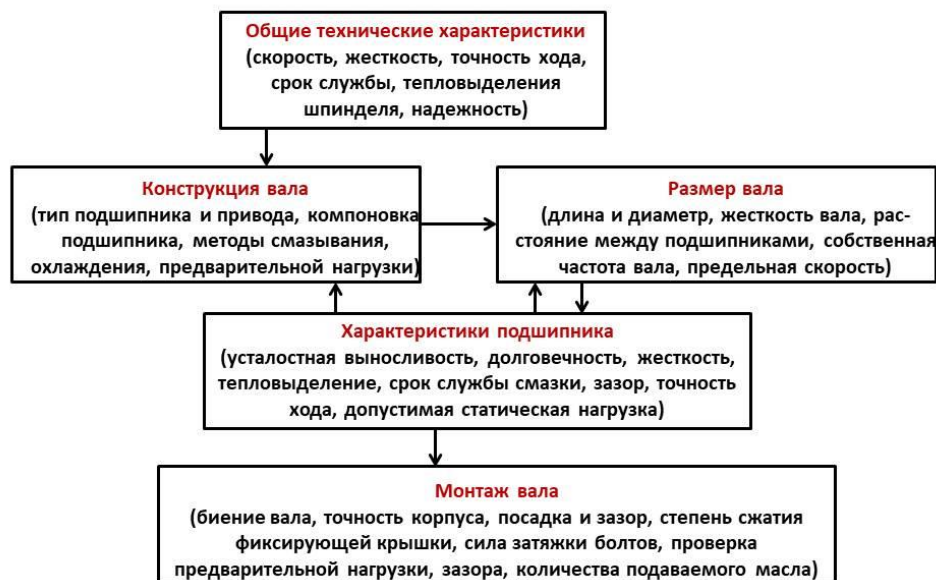 Общие технические характеристики
(скорость, жесткость, точность хода,
срок службы, тепловыделения
шпинделя, надежность)
Конструкция вала
(тип подшипника и привода, компоновка
подшипника, методы смазывания,
охлаждения, предварительной нагрузки)
Размер вала
(длина и диаметр, жесткость вала, рас-
стояние между подшипниками, собственная
частота вала, предельная скорость)
Характеристики подшипника
(усталостная выносливость, долговечность, жесткость,
тепловыделение, срок службы смазки, зазор, точность
хода, допустимая статическая нагрузка)
Монтаж вала
(биение вала, точность корпуса, посадка и зазор, степень сжатия
фиксирующей крышки, сила затяжки болтов, проверка
предварительной нагрузки, зазора, количества подаваемого масла)